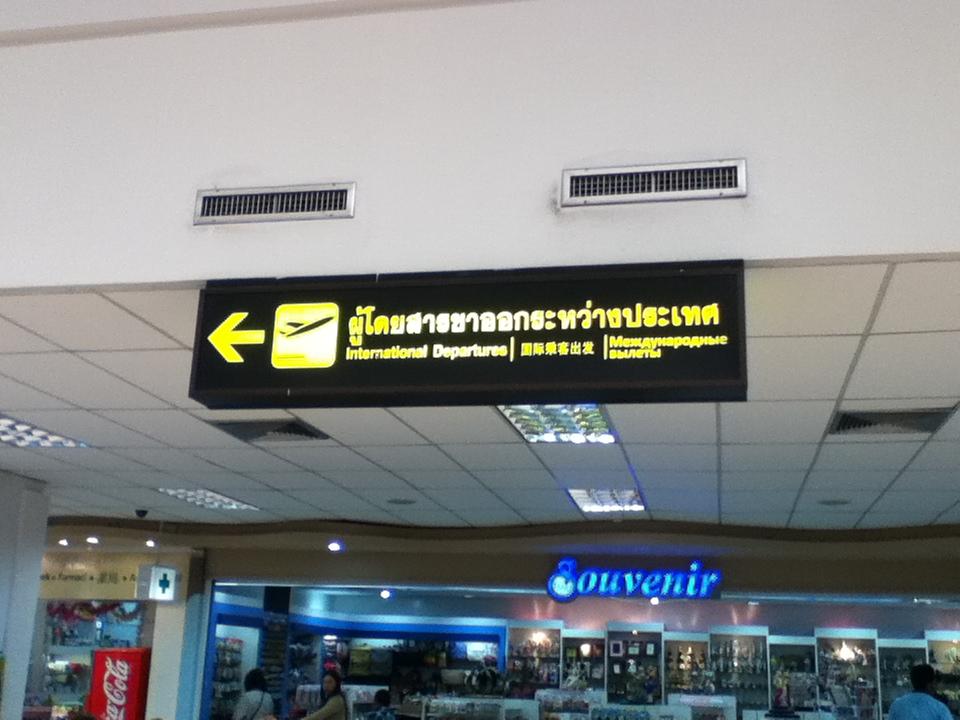 ผู้โดยสารขาออกระหว่างประเทศ
International Departures
国际乘客出发
Международные
вылеты
Souvenir
Farmaci
Coca-Cola